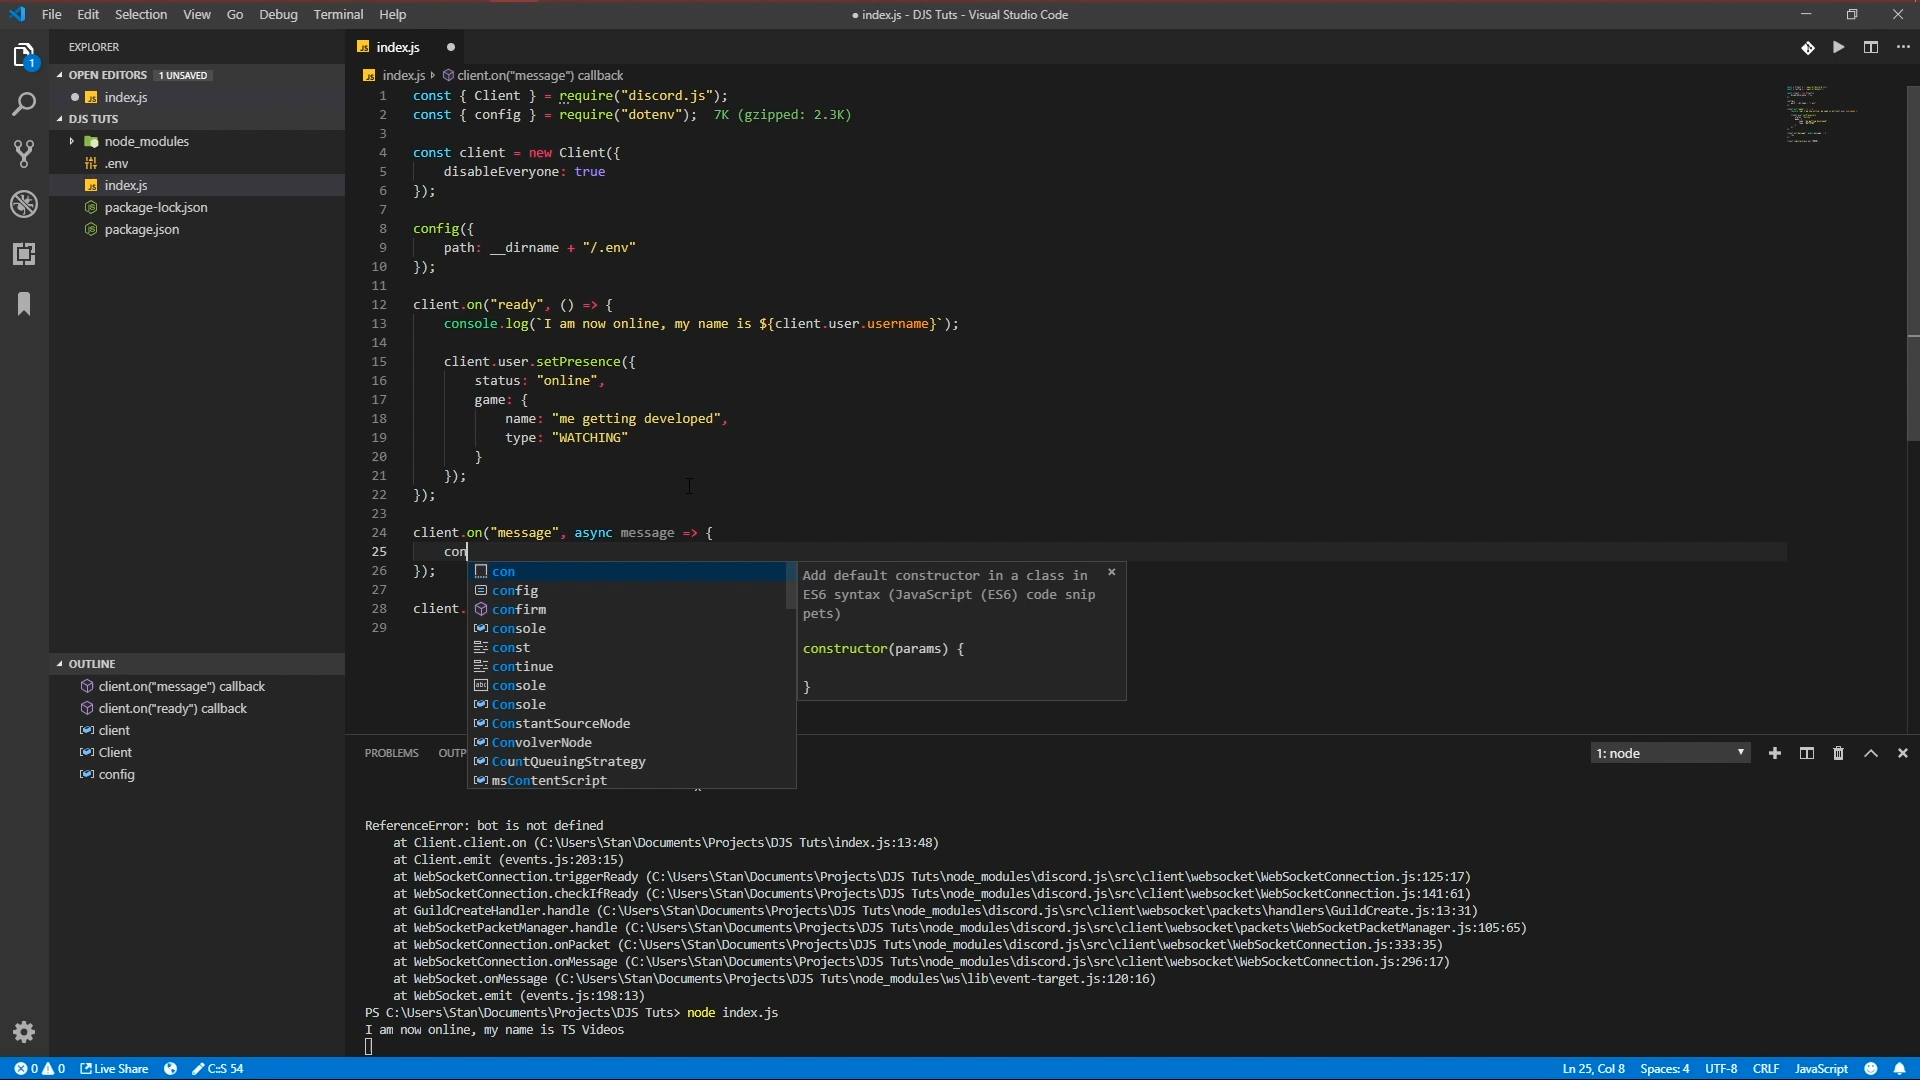 File Edit Selection View Go Debug Terminal Help
● index.js - DJS Tuts - Visual Studio Code
EXPLORER
OPEN EDITORS 1 UNSAVED
index.js
DJS TUTS
node_modules
.env
index.js
package-lock.json
package.json
OUTLINE
client.on("message") callback
client.on("ready") callback
client
Client
config
1
JS index.js
JS index.js client.on("message") callback
1 const { Client } = require("discord.js");
2 const { config } = require("dotenv"); 7K (gzipped: 2.3K)
3
4 const client = new Client({
5 disableEveryone: true
6 });
7
8 config({
9 path: __dirname + "/.env"
10 });
11
12 client.on("ready", () => {
13 console.log(`I am now online, my name is ${client.user.username}`);
14
15 client.user.setPresence({
16 status: "online",
17 game: {
18 name: "me getting developed",
19 type: "WATCHING"
20 }
21 });
22 });
23
24 client.on("message", async message => {
25 con
26 });
27
28 client.
29
con
config
confirm
console
const
continue
console
Console
ConstantSourceNode
ConvolverNode
CountQueuingStrategy
msContentScript
Add default constructor in a class in
ES6 syntax (JavaScript (ES6) code snip
pets)
constructor(params) {
}
PROBLEMS OUTP
1: node
^
ReferenceError: bot is not defined
at Client.client.on (C:\Users\Stan\Documents\Projects\DJS Tuts\index.js:13:48)
at Client.emit (events.js:203:15)
at WebSocketConnection.triggerReady (C:\Users\Stan\Documents\Projects\DJS Tuts\node_modules\discord.js\src\client\websocket\WebSocketConnection.js:125:17)
at WebSocketConnection.checkIfReady (C:\Users\Stan\Documents\Projects\DJS Tuts\node_modules\discord.js\src\client\websocket\WebSocketConnection.js:141:61)
at GuildCreateHandler.handle (C:\Users\Stan\Documents\Projects\DJS Tuts\node_modules\discord.js\src\client\websocket\packets\handlers\GuildCreate.js:13:31)
at WebSocketPacketManager.handle (C:\Users\Stan\Documents\Projects\DJS Tuts\node_modules\discord.js\src\client\websocket\packets\WebSocketPacketManager.js:105:65)
at WebSocketConnection.onPacket (C:\Users\Stan\Documents\Projects\DJS Tuts\node_modules\discord.js\src\client\websocket\WebSocketConnection.js:333:35)
at WebSocketConnection.onMessage (C:\Users\Stan\Documents\Projects\DJS Tuts\node_modules\discord.js\src\client\websocket\WebSocketConnection.js:296:17)
at WebSocket.onMessage (C:\Users\Stan\Documents\Projects\DJS Tuts\node_modules\ws\lib\event-target.js:120:16)
at WebSocket.emit (events.js:198:13)
PS C:\Users\Stan\Documents\Projects\DJS Tuts> node index.js
I am now online, my name is TS Videos
0 0 Live Share C::S 54
Ln 25, Col 8 Spaces: 4 UTF-8 CRLF JavaScript